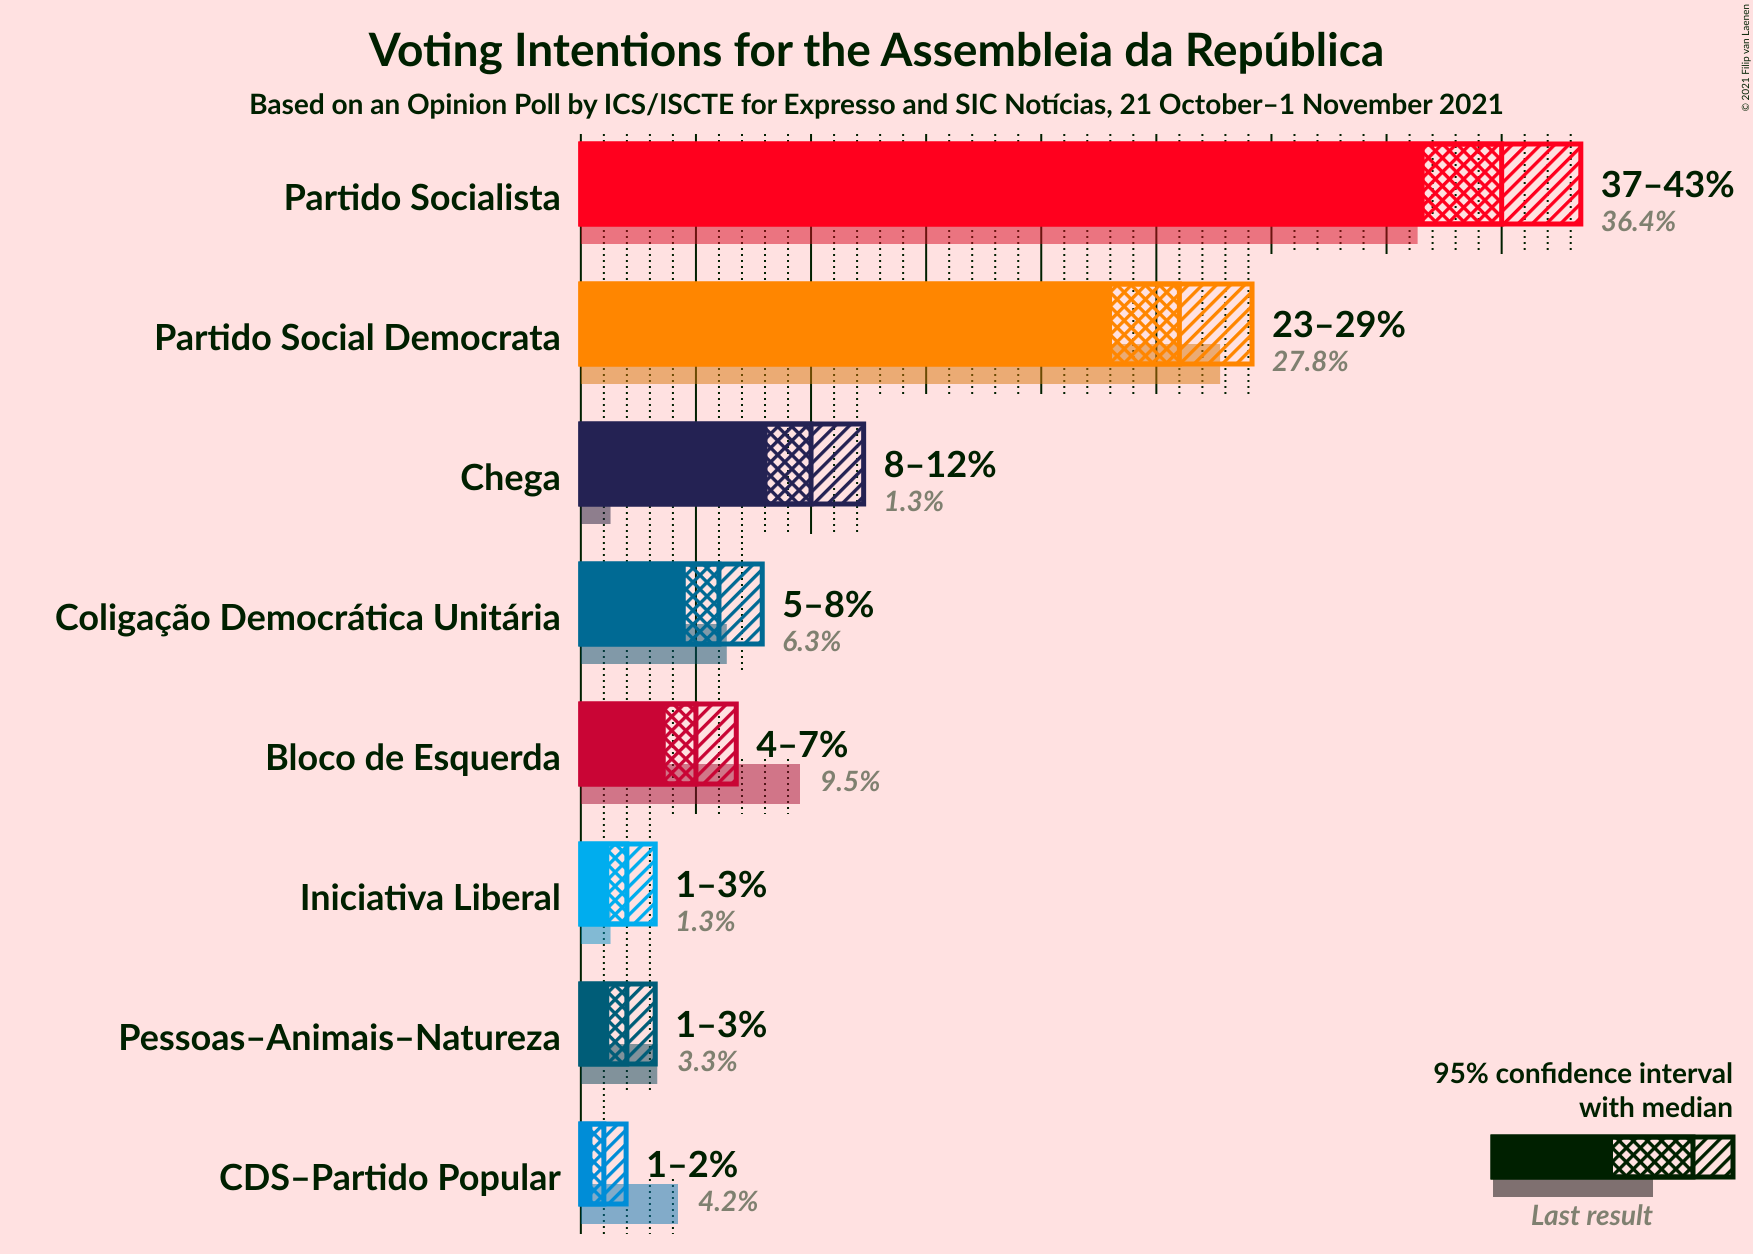 Voting Intentions for the Assembleia da República
Based on an Opinion Poll by ICS/ISCTE for Expresso and SIC Notícias, 21 October–1 November 2021
© 2021 Filip van Laenen
Partido Socialista
37–43%
36.4%
Partido Social Democrata
23–29%
27.8%
Chega
8–12%
1.3%
Coligação Democrática Unitária
5–8%
6.3%
Bloco de Esquerda
4–7%
9.5%
Iniciativa Liberal
1–3%
1.3%
Pessoas–Animais–Natureza
1–3%
3.3%
CDS–Partido Popular
1–2%
4.2%
95% confidence interval
with median
Last result